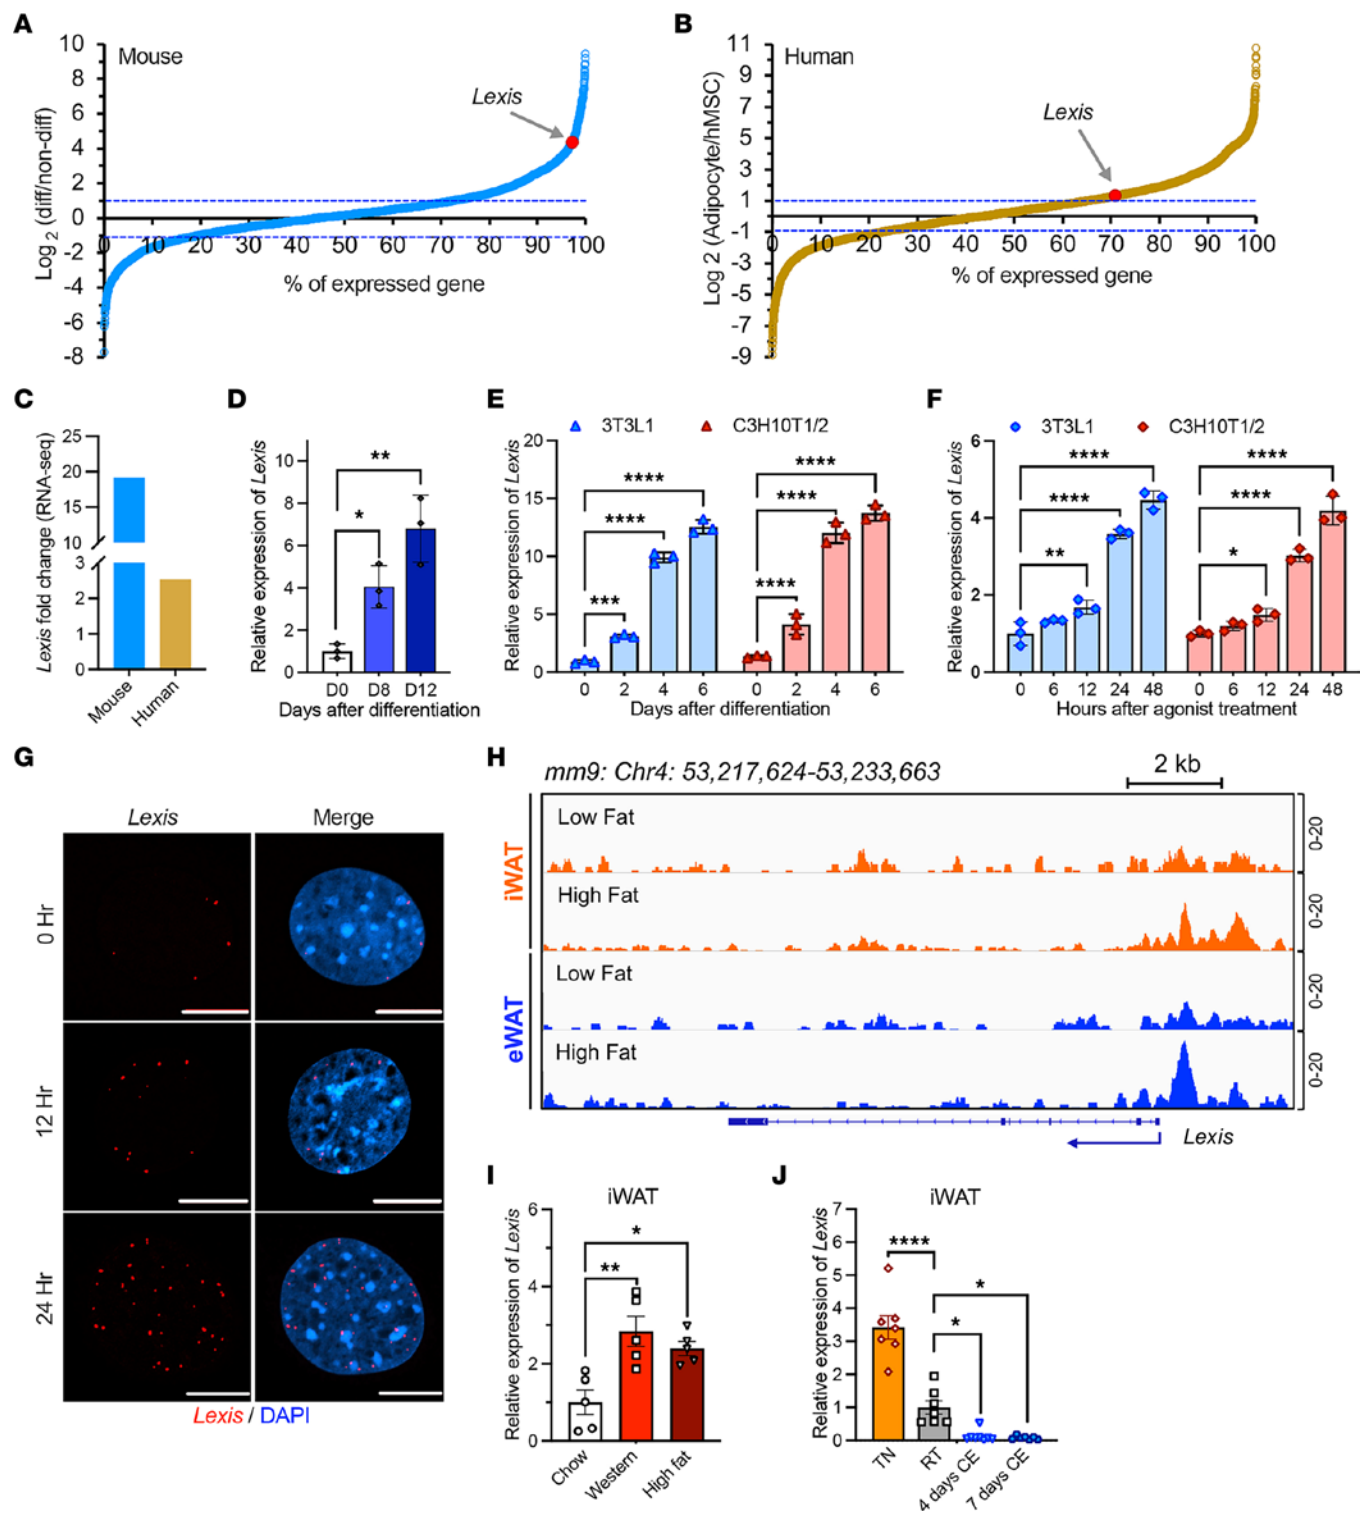 A
Mouse
Lexis
Log 2 (diff/non-diff)
10
8
6
4
2
0
-2
-4
-6
-8
0 10 20 30 40 50 60 70 80 90 100
% of expressed gene
B
Human
Lexis
Log 2 (Adipocyte/hMSC)
11
9
7
5
3
1
-1
-3
-5
-7
-9
0 10 20 30 40 50 60 70 80 90 100
% of expressed gene
C
Lexis fold change (RNA-seq)
25
20
15
10
3
2
1
0
Mouse
Human
D
Relative expression of Lexis
10
8
6
4
2
0
**
*
D0 D8 D12
Days after differentiation
E
3T3L1 C3H10T1/2
Relative expression of Lexis
20
15
10
5
0
****
****
***
****
****
****
0 2 4 6 0 2 4 6
Days after differentiation
F
3T3L1 C3H10T1/2
Relative expression of Lexis
6
4
2
0
****
****
**
****
****
*
0 6 12 24 48 0 6 12 24 48
Hours after agonist treatment
G
Lexis Merge
0 Hr
12 Hr
24 Hr
Lexis / DAPI
H
mm9: Chr4: 53,217,624-53,233,663
2 kb
iWAT
Low Fat
0-20
High Fat
0-20
eWAT
Low Fat
0-20
High Fat
0-20
Lexis
I
iWAT
Relative expression of Lexis
6
4
2
0
*
**
Chow
Western
High fat
J
iWAT
Relative expression of Lexis
7
6
5
4
3
2
1
0
****
*
*
TN
RT
4 days CE
7 days CE